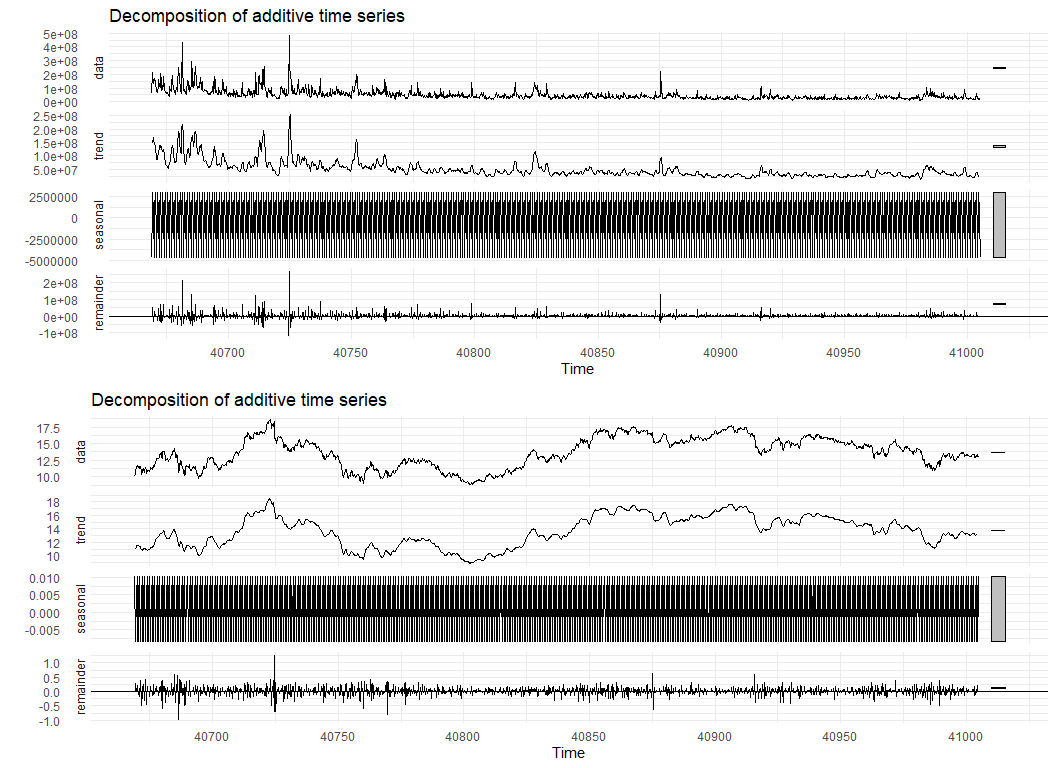 Decomposition of additive time series
5e+08
4e+08
3e+08
2e+08
1e+08
0e+00
data
2.5e+08
2.0e+08
1.5e+08
1.0e+08
5.0e+07
trend
2500000
0
-2500000
-5000000
seasonal
2e+08
1e+08
0e+00
-1e+08
remainder
40700 40750 40800 40850 40900 40950 41000
Time
Decomposition of additive time series
17.5
15.0
12.5
10.0
data
18
16
14
12
10
trend
0.010
0.005
0.000
-0.005
seasonal
1.0
0.5
0.0
-0.5
-1.0
remainder
40700 40750 40800 40850 40900 40950 41000
Time